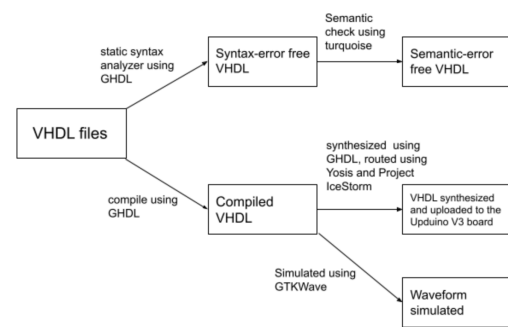 static syntax
analyzer using
GHDL
Syntax-error free
VHDL
Semantic
check using
turquoise
Semantic-error
free VHDL
VHDL files
compile using
GHDL
Compiled
VHDL
synthesized using
GHDL, routed using
Yosis and Project
IceStorm
VHDL synthesized
and uploaded to the
Upduino V3 board
Simulated using
GTKWave
Waveform
simulated